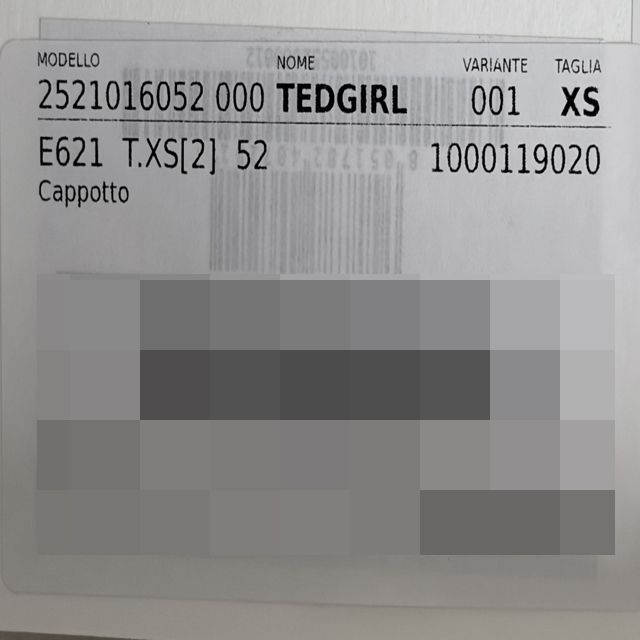 MODELLO NOME VARIANTE TAGLIA
2521016052 000 TEDGIRL 001 XS
E621 T.XS[2] 52 1000119020
Cappotto